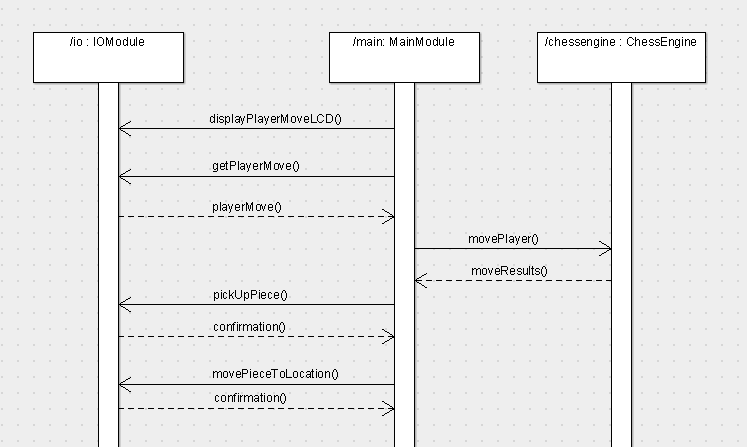 /io : IOModule
/main: MainModule
/chessengine : ChessEngine
displayPlayerMoveLCD()
getPlayerMove()
playerMove()
movePlayer()
moveResults()
pickUpPiece()
confirmation()
movePieceToLocation()
confirmation()